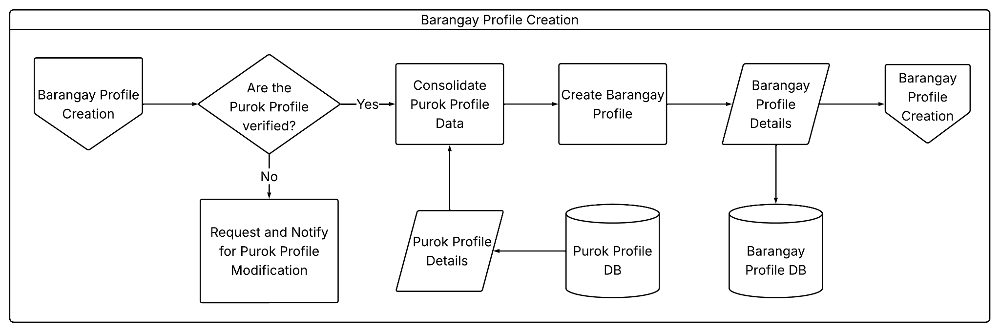 Barangay Profile Creation
Barangay Profile
Creation
Are the
Purok Profile
verified?
Yes
Consolidate
Purok Profile
Data
Create Barangay
Profile
Barangay
Profile
Details
Barangay
Profile
Creation
No
Request and Notify
for Purok Profile
Modification
Purok Profile
Details
Purok Profile
DB
Barangay
Profile DB